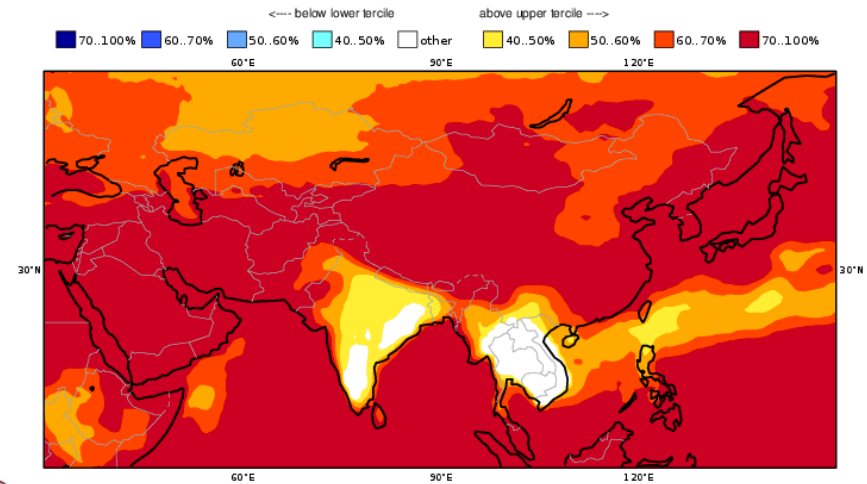 <---- below lower tercile above upper tercile ---->
70..100% 60..70% 50..60% 40..50% other 40..50% 50..60% 60..70% 70..100%
60°E 90°E 120°E
30°N 30°N
60°E 90°E 120°E